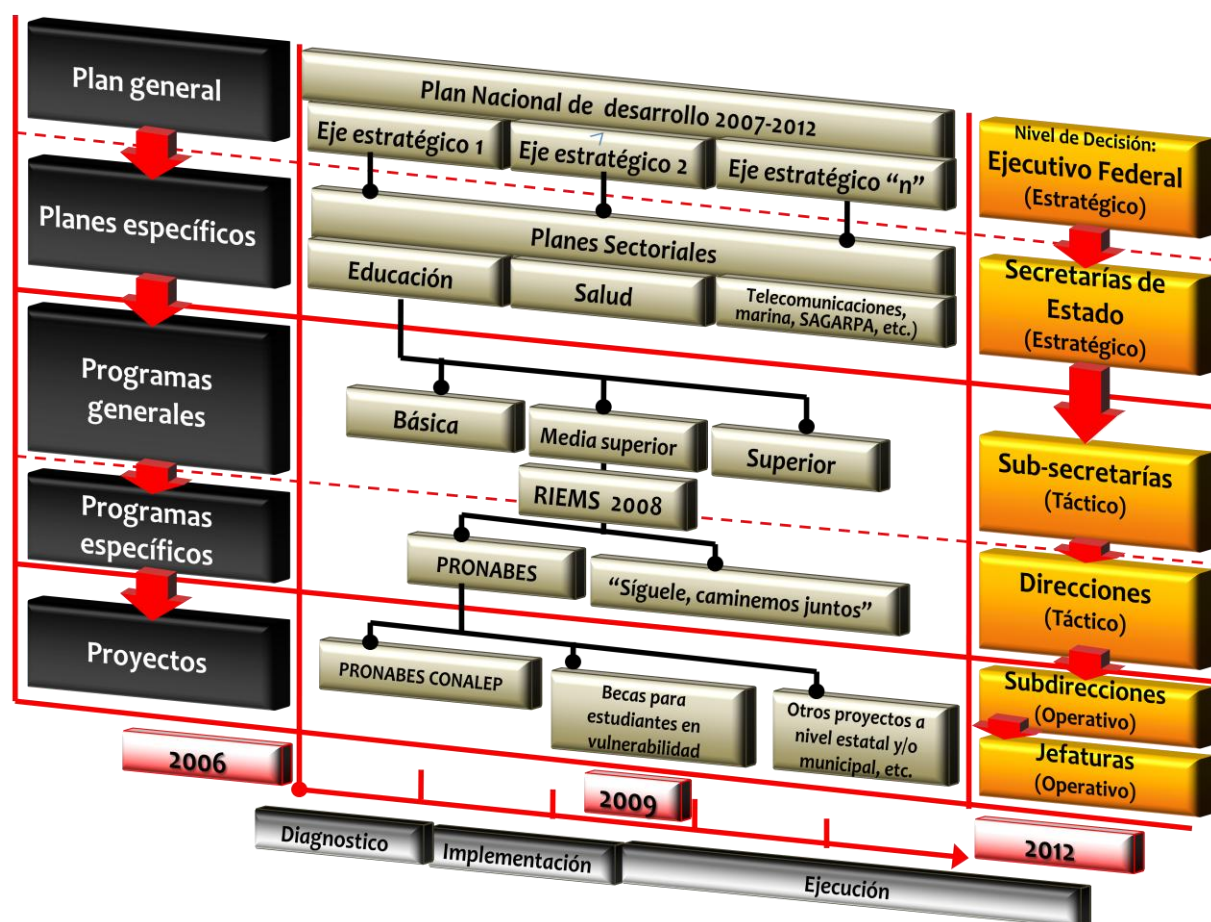 Plan general
Planes específicos
Programas
generales
Programas
específicos
Proyectos
Plan Nacional de desarrollo 2007-2012
Eje estratégico 1
Eje estratégico 2
Eje estratégico “n”
Planes Sectoriales
Educación
Salud
Telecomunicaciones,
marina, SAGARPA, etc.)
Básica
Media superior
Superior
RIEMS 2008
PRONABES
“Síguele, caminemos juntos”
PRONABES CONALEP
Becas para
estudiantes en
vulnerabilidad
Otros proyectos a
nivel estatal y/o
municipal, etc.
Nivel de Decisión:
Ejecutivo Federal
(Estratégico)
Secretarías de
Estado
(Estratégico)
Sub-secretarías
(Táctico)
Direcciones
(Táctico)
Subdirecciones
(Operativo)
Jefaturas
(Operativo)
2006
2009
2012
Diagnostico
Implementación
Ejecución